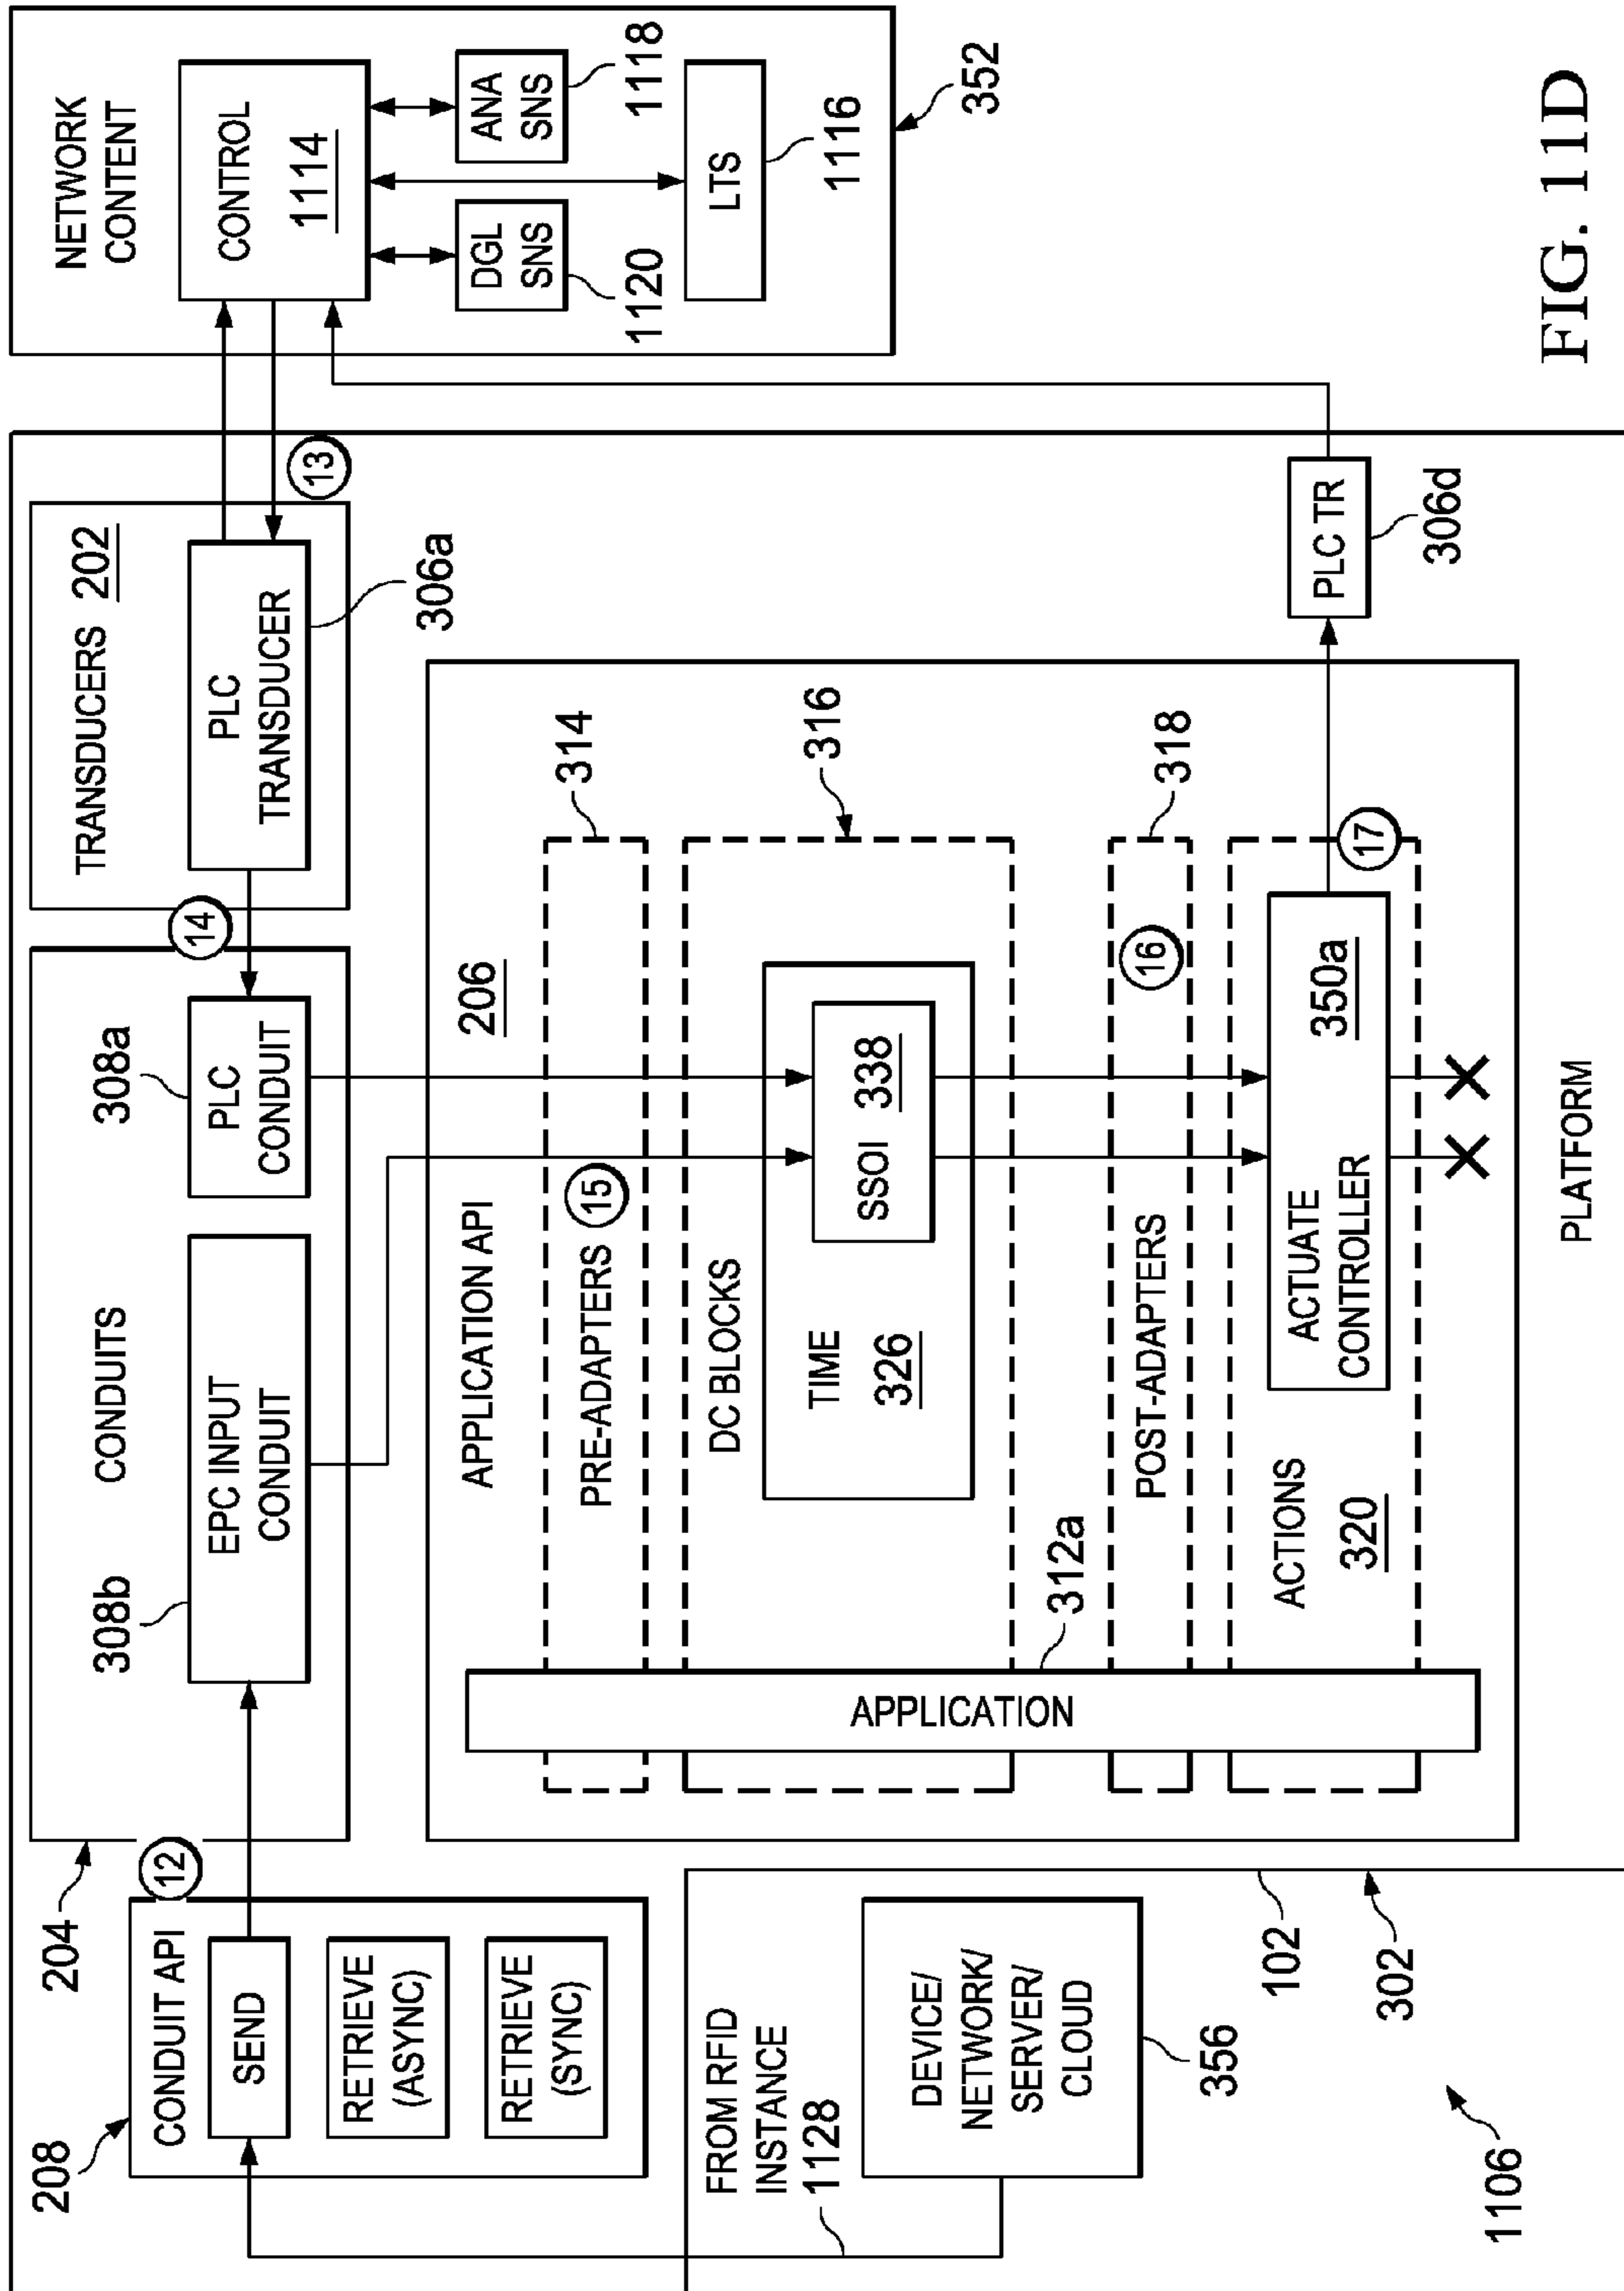 208
CONDUIT API
12
SEND
RETRIEVE
(ASYNC)
RETRIEVE
(SYNC)
204
CONDUITS
308b
EPC INPUT
CONDUIT
308a
PLC
CONDUIT
14
TRANSDUCERS 202
PLC
TRANSDUCER
306a
13
NETWORK
CONTENT
CONTROL
1114
DGL
SNS
1120
ANA
SNS
1118
LTS
1116
352
APPLICATION API
206
PRE-ADAPTERS
15
314
DC BLOCKS
316
TIME
326
SSOI
338
312a
APPLICATION
POST-ADAPTERS
16
318
ACTIONS
320
ACTUATE
CONTROLLER
350a
17
PLC TR
306d
FROM RFID
INSTANCE
1128
DEVICE/
NETWORK/
SERVER/
CLOUD
356
102
302
1106
PLATFORM
FIG. 11D